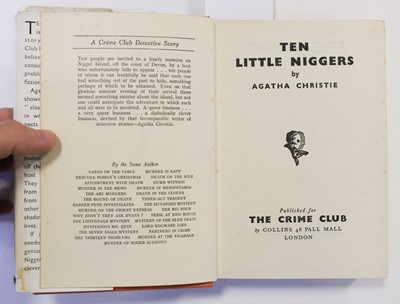 A Crime Club Detective Story
TEN people are invited to a lonely mansion on
Nigger Island, off the coast of Devon, by a host
who unfortunately fails to appear . . . ten people
of whom it can truthfully be said that each one
had something out of the past to hide, something
perhaps of which to be ashamed. Even on that
glorious summer evening of their arrival there
seemed something sinister about the island, but not
one could anticipate the adventure in which each
and all were to be involved. A queer business . . .
a very queer business . . . a diabolically clever
business, devised by that incomparable writer of
detective stories—Agatha Christie.
By the Same Author
CARDS ON THE TABLE MURDER IS EASY
HERCULE POIROT'S CHRISTMAS DEATH ON THE NILE
APPOINTMENT WITH DEATH DUMB WITNESS
MURDER IN THE MEWS MURDER IN MESOPOTAMIA
THE ABC MURDERS DEATH IN THE CLOUDS
THE HOUND OF DEATH THREE-ACT TRAGEDY
PARKER PYNE INVESTIGATES THE SITTAFORD MYSTERY
MURDER ON THE ORIENT EXPRESS THE BIG FOUR
WHY DIDN'T THEY ASK EVANS? PERIL AT END HOUSE
THE LISTERDALE MYSTERY MYSTERY OF THE BLUE TRAIN
MYSTERIOUS MR. QUIN LORD EDGWARE DIES
THE SEVEN DIALS MYSTERY PARTNERS IN CRIME
THE THIRTEEN PROBLEMS MURDER AT THE VICARAGE
MURDER OF ROGER ACKROYD
TEN
LITTLE NIGGERS
by
AGATHA CHRISTIE
Published for
THE CRIME CLUB
by COLLINS 48 PALL MALL
LONDON